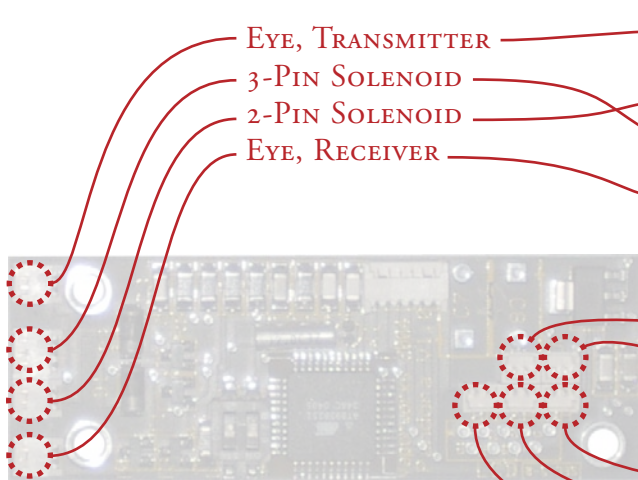 Eye, Transmitter
3-Pin Solenoid
2-Pin Solenoid
Eye, Receiver